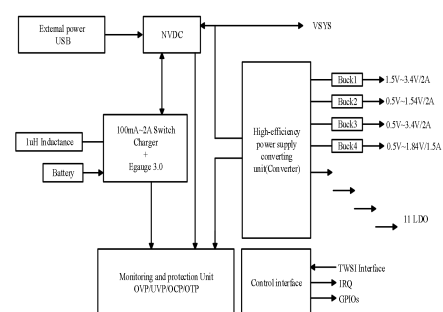 External power
USB
NVDC
VSYS
Buck1
1.5V~3.4V/2A
Buck2
0.5V~1.54V/2A
Buck3
0.5V~3.4V/2A
Buck4
0.5V~1.84V/1.5A
High-efficiency
power supply
converting
unit(Converter)
100mA~2A Switch
Charger
+
Egauge 3.0
1uH Inductance
Battery
11 LDO
Monitoring and protection Unit
OVP/UVP/OCP/OTP
Control interface
TWSI Interface
IRQ
GPIOs